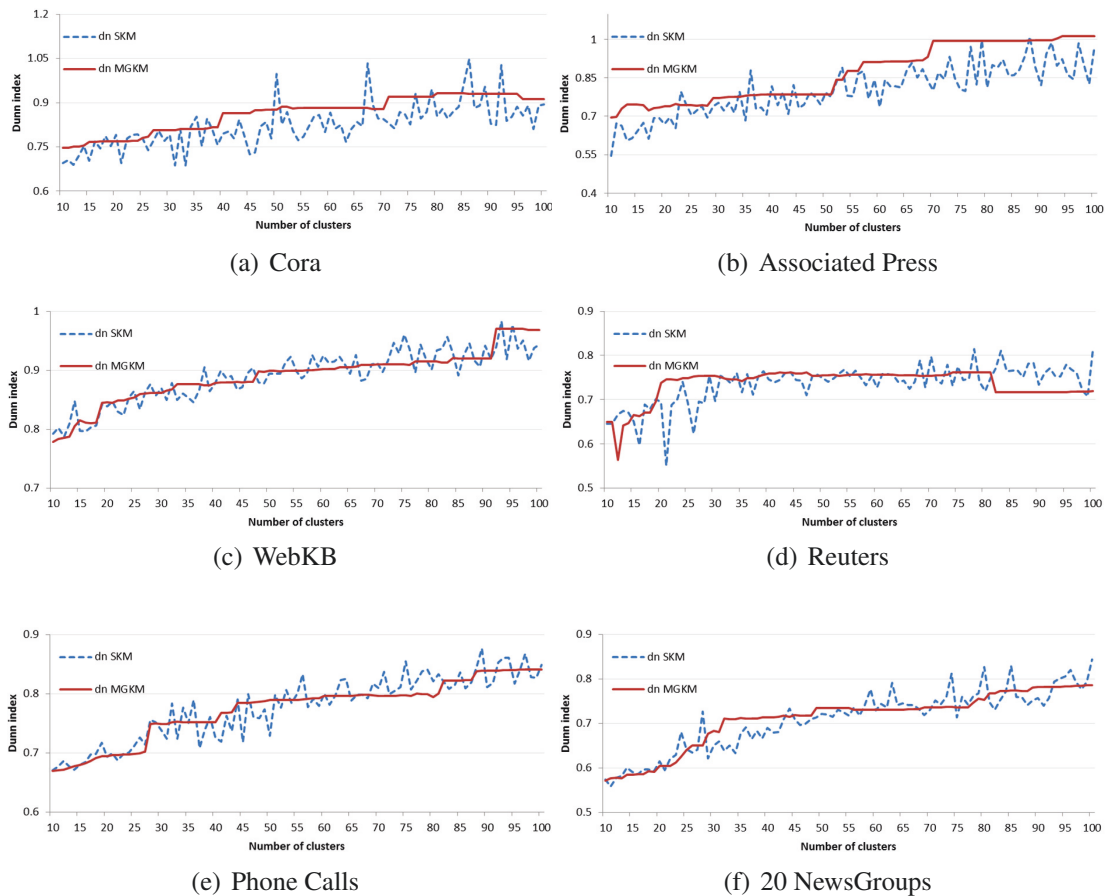 1.2
1.05
0.9
0.75
0.6
Dunn index
dn SKM
dn MGKM
10 15 20 25 30 35 40 45 50 55 60 65 70 75 80 85 90 95 100
Number of clusters
(a) Cora
1
0.85
0.7
0.55
0.4
Dunn index
dn SKM
dn MGKM
10 15 20 25 30 35 40 45 50 55 60 65 70 75 80 85 90 95 100
Number of clusters
(b) Associated Press
1
0.9
0.8
0.7
Dunn index
dn SKM
dn MGKM
10 15 20 25 30 35 40 45 50 55 60 65 70 75 80 85 90 95 100
Number of clusters
(c) WebKB
0.9
0.8
0.7
0.6
0.5
Dunn index
dn SKM
dn MGKM
10 15 20 25 30 35 40 45 50 55 60 65 70 75 80 85 90 95 100
Number of clusters
(d) Reuters
0.9
0.8
0.7
0.6
Dunn index
dn SKM
dn MGKM
10 15 20 25 30 35 40 45 50 55 60 65 70 75 80 85 90 95 100
Number of clusters
(e) Phone Calls
0.9
0.8
0.7
0.6
0.5
Dunn index
dn SKM
dn MGKM
10 15 20 25 30 35 40 45 50 55 60 65 70 75 80 85 90 95 100
Number of clusters
(f) 20 NewsGroups